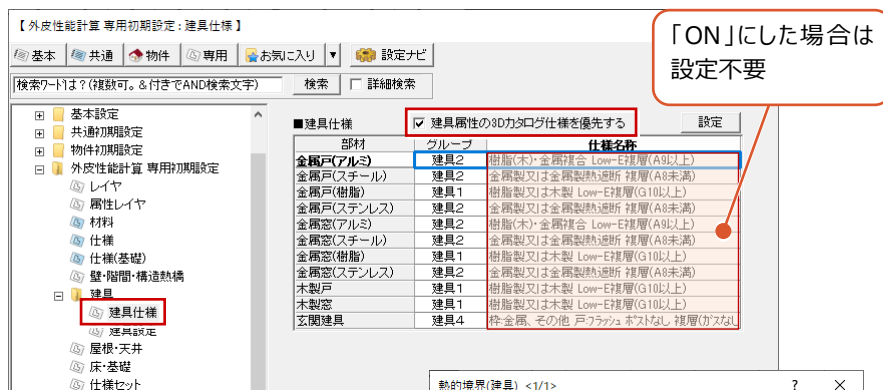 【 外皮性能計算 専用初期設定 : 建具仕様 】
「ON」にした場合は
設定不要
基本 共通 物件 専用 お気に入り ▼ 設定ナビ
検索ワードは?(複数可。&付きでAND検索文字) 検索 詳細検索
基本設定
共通初期設定
物件初期設定
外皮性能計算 専用初期設定
レイヤ
属性レイヤ
材料
仕様
仕様(基礎)
壁・階間・構造熱橋
建具
建具仕様
建具設定
屋根・天井
床・基礎
仕様セット
■建具仕様 建具属性の3Dカタログ仕様を優先する 設定
部材 グループ 仕様名称
金属戸(アルミ) 建具2 樹脂(木)・金属複合 Low-E複層(A9以上)
金属戸(スチール) 建具2 金属製又は金属製熱遮断 複層(A8未満)
金属戸(樹脂) 建具1 樹脂製又は木製 Low-E複層(G10以上)
金属戸(ステンレス) 建具2 金属製又は金属製熱遮断 複層(A8未満)
金属窓(アルミ) 建具2 樹脂(木)・金属複合 Low-E複層(A9以上)
金属窓(スチール) 建具2 金属製又は金属製熱遮断 複層(A8未満)
金属窓(樹脂) 建具1 樹脂製又は木製 Low-E複層(G10以上)
金属窓(ステンレス) 建具2 金属製又は金属製熱遮断 複層(A8未満)
木製戸 建具1 樹脂製又は木製 Low-E複層(G10以上)
木製窓 建具1 樹脂製又は木製 Low-E複層(G10以上)
玄関建具 建具4 枠:金属、その他 戸:フラッシュ ポストなし 複層(ガスなし
熱的境界(建具) <1/1> ? ×